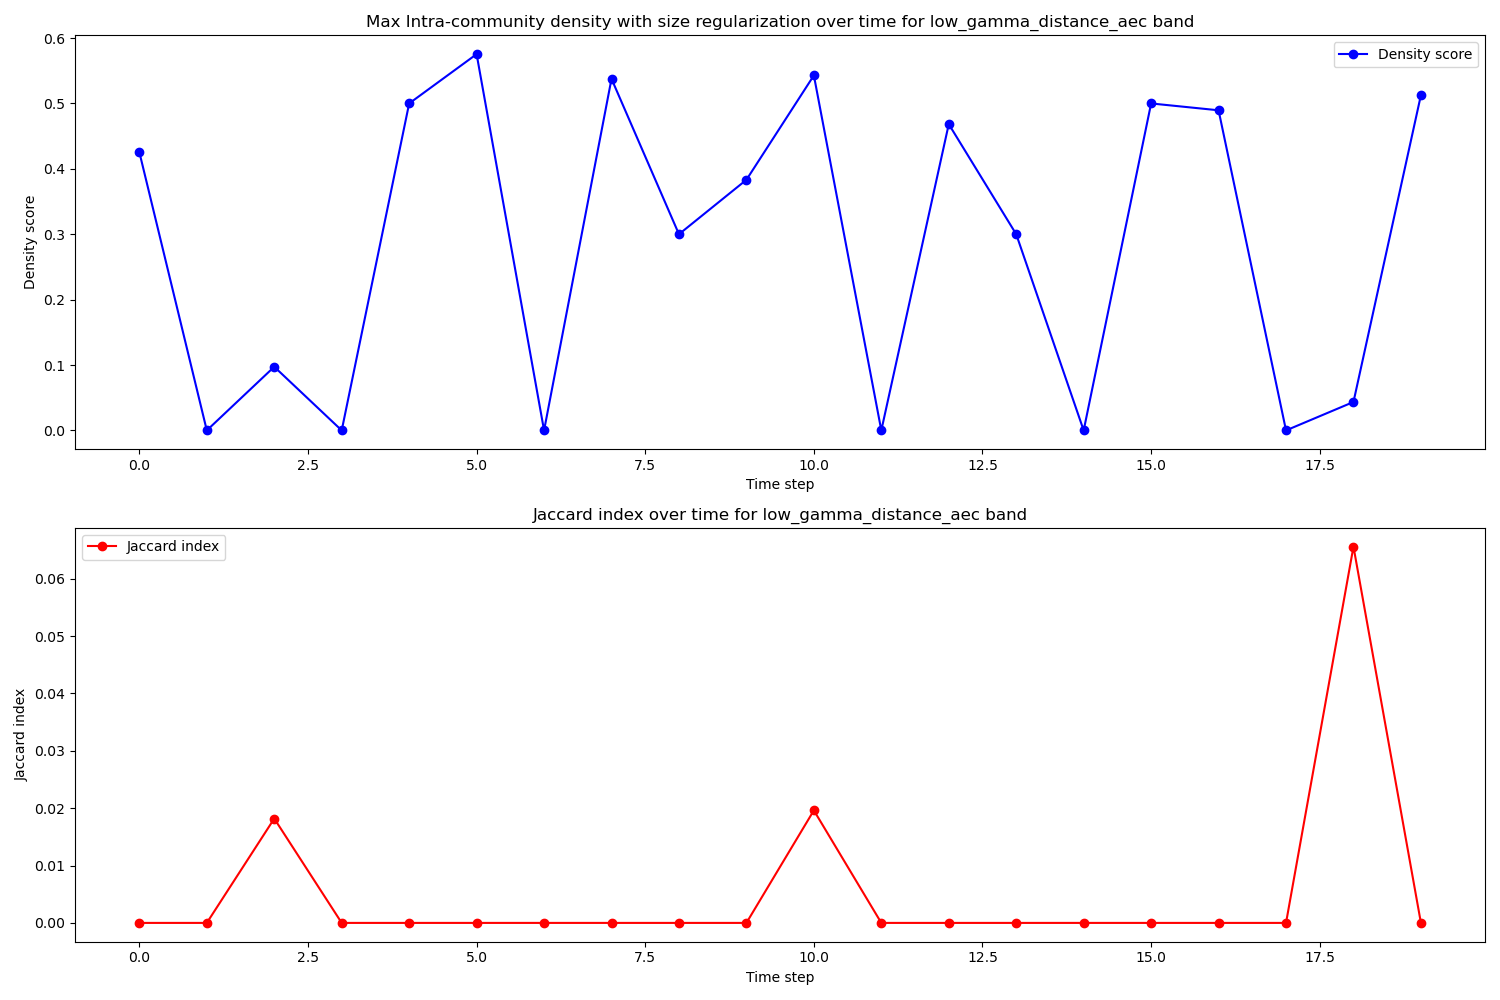 Max Intra-community density with size regularization over time for low_gamma_distance_aec band
Density score
Density score
0.6
0.5
0.4
0.3
0.2
0.1
0.0
0.0 2.5 5.0 7.5 10.0 12.5 15.0 17.5
Time step
Jaccard index over time for low_gamma_distance_aec band
Jaccard index
Jaccard index
0.06
0.05
0.04
0.03
0.02
0.01
0.00
0.0 2.5 5.0 7.5 10.0 12.5 15.0 17.5
Time step